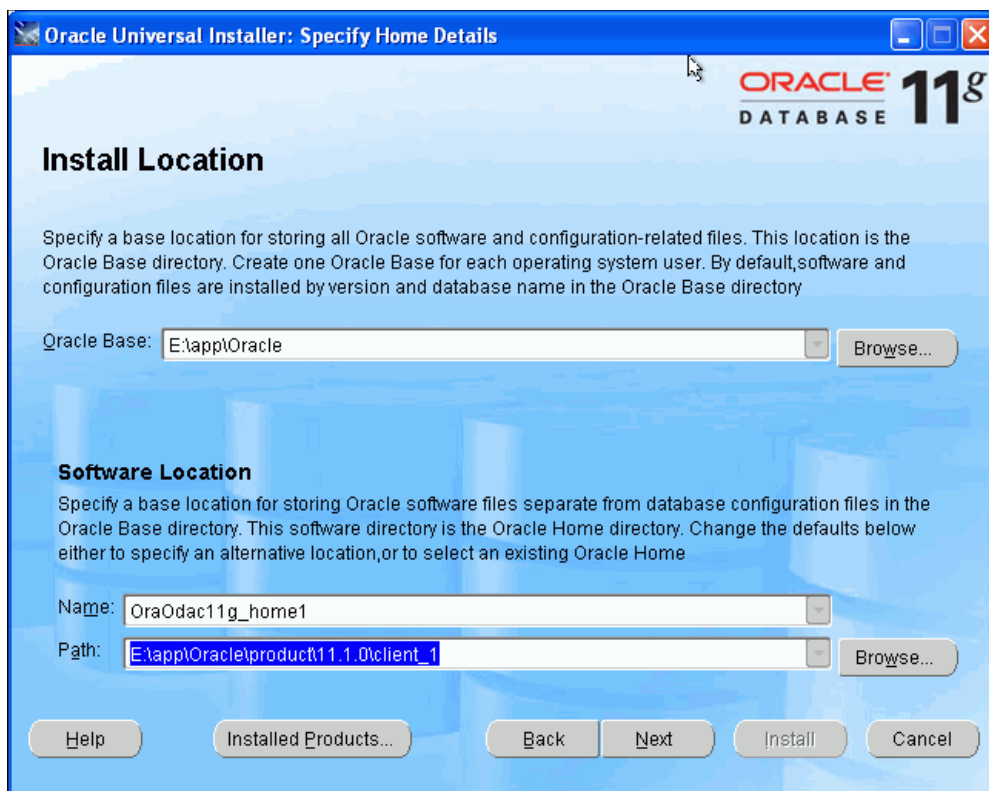 Oracle Universal Installer: Specify Home Details
ORACLE
DATABASE
11g
Install Location
Specify a base location for storing all Oracle software and configuration-related files. This location is the
Oracle Base directory. Create one Oracle Base for each operating system user. By default,software and
configuration files are installed by version and database name in the Oracle Base directory
Oracle Base:
E:\app\Oracle
Browse...
Software Location
Specify a base location for storing Oracle software files separate from database configuration files in the
Oracle Base directory. This software directory is the Oracle Home directory. Change the defaults below
either to specify an alternative location,or to select an existing Oracle Home
Name:
OraOdac11g_home1
Path:
E:\app\Oracle\product\11.1.0\client_1
Browse...
Help
Installed Products...
Back
Next
Install
Cancel